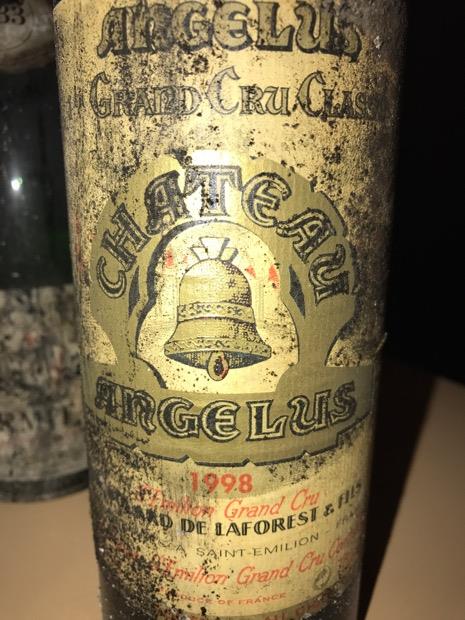 ANGELUS
GRAND CRU CLASSÉ
CHATEAU
ANGELUS
1998
St Emilion Grand Cru
DE LAFOREST & FILS
A SAINT-EMILION FRANCE
Emilion Grand Cru
PRODUCE OF FRANCE